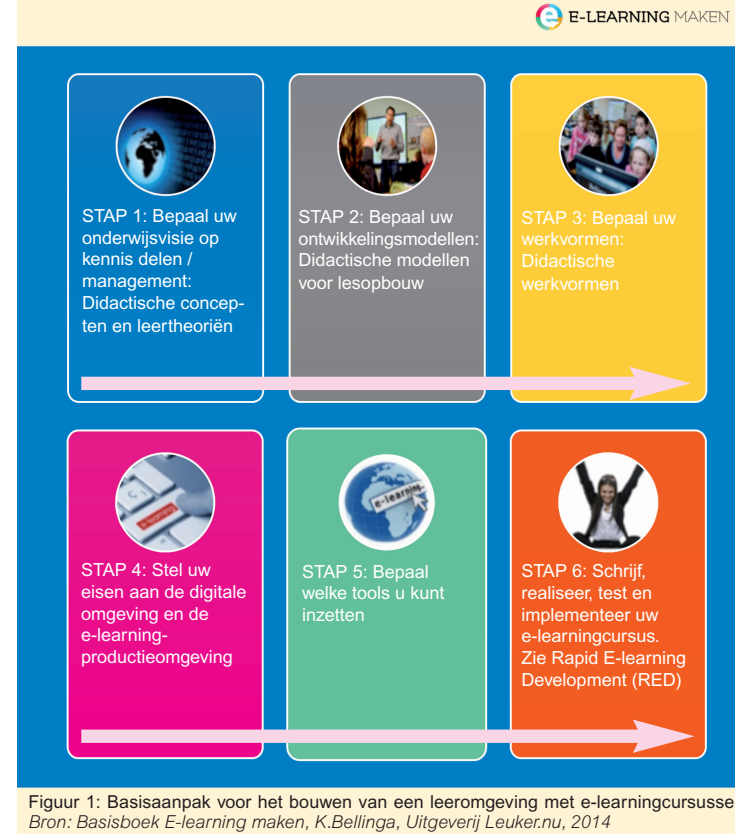 E-LEARNING MAKEN
STAP 1: Bepaal uw
onderwijsvisie op
kennis delen /
management:
Didactische concep-
ten en leertheoriën
STAP 2: Bepaal uw
ontwikkelingsmodellen:
Didactische modellen
voor lesopbouw
STAP 3: Bepaal uw
werkvormen:
Didactische
werkvormen
STAP 4: Stel uw
eisen aan de digitale
omgeving en de
e-learning-
productieomgeving
e-learning
STAP 5: Bepaal
welke tools u kunt
inzetten
STAP 6: Schrijf,
realiseer, test en
implementeer uw
e-learningcursus.
Zie Rapid E-learning
Development (RED)
Figuur 1: Basisaanpak voor het bouwen van een leeromgeving met e-learningcursusse
Bron: Basisboek E-learning maken, K.Bellinga, Uitgeverij Leuker.nu, 2014